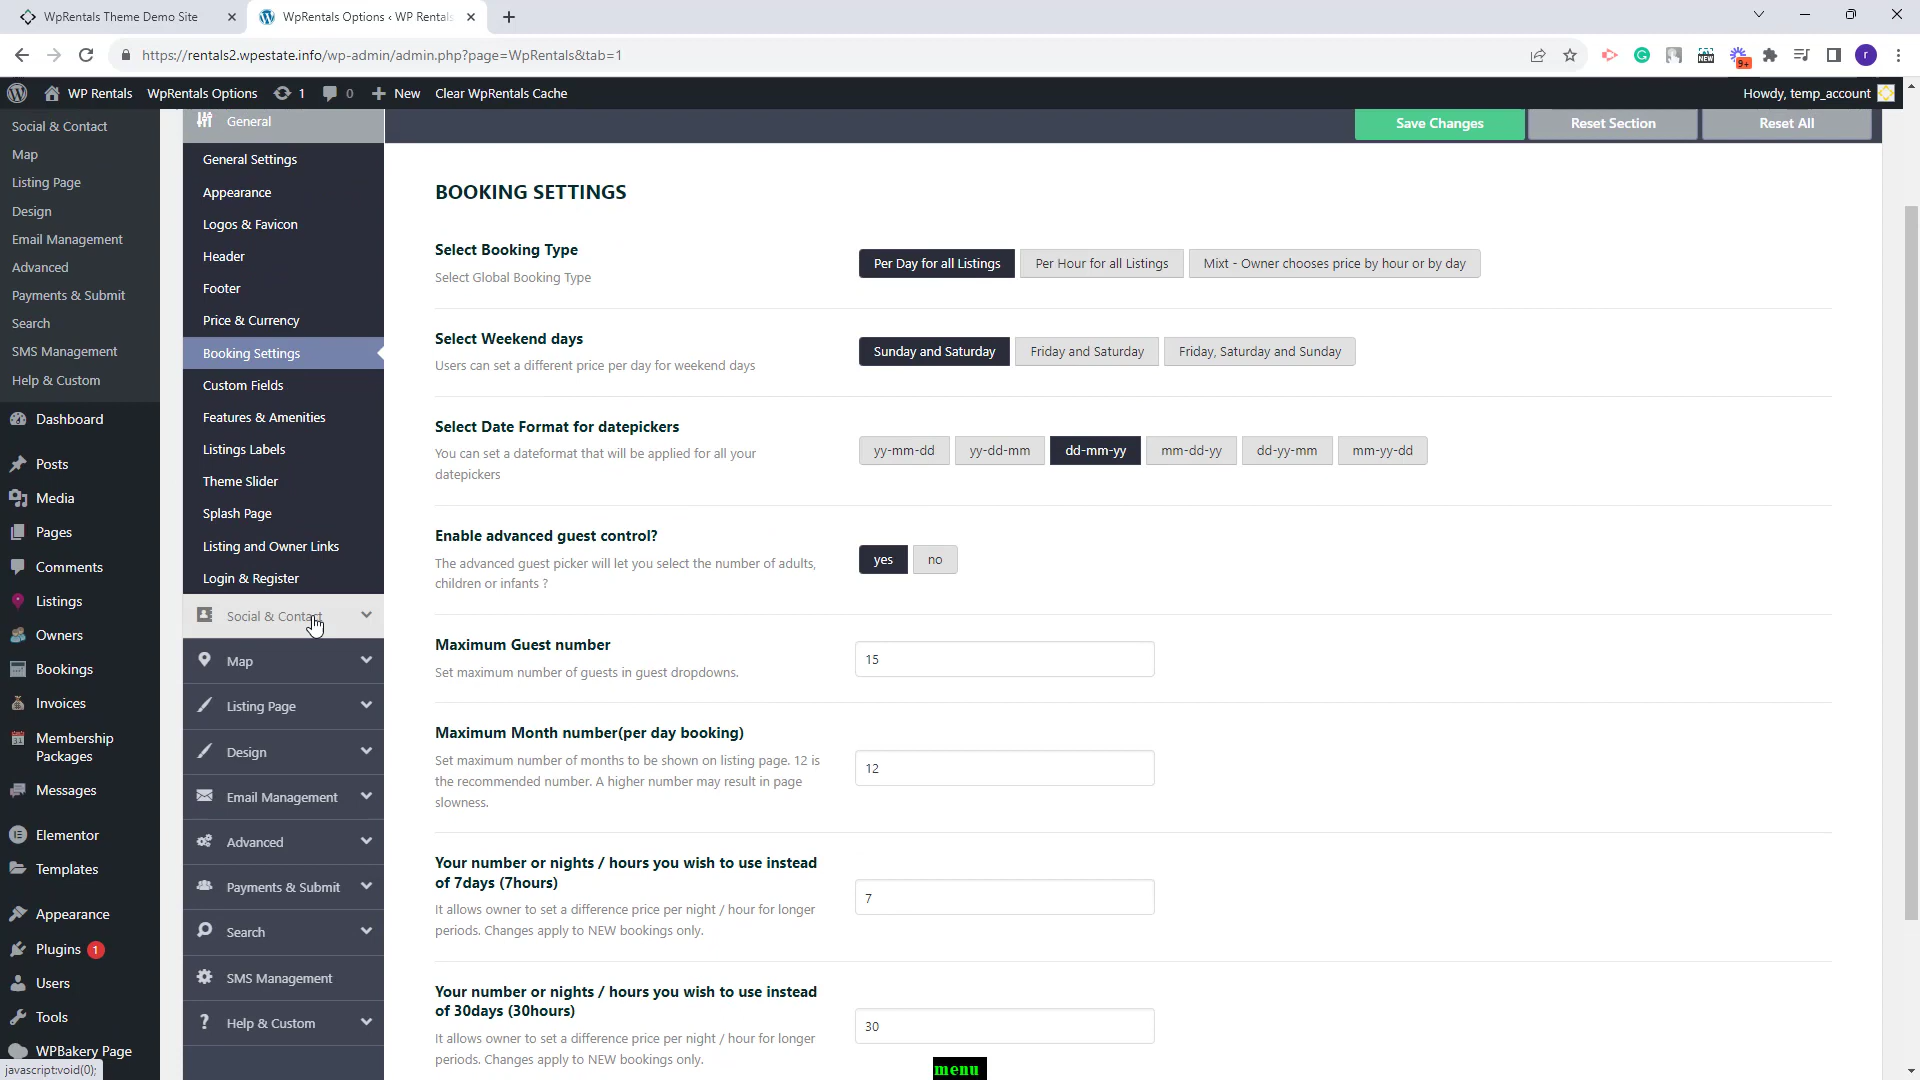 WpRentals Theme Demo Site
WpRentals Options ‹ WP Rentals
https://rentals2.wpestate.info/wp-admin/admin.php?page=WpRentals&tab=1
NEW
9+
r
WP Rentals
WpRentals Options
1
0
New
Clear WpRentals Cache
Howdy, temp_account
Social & Contact
Map
Listing Page
Design
Email Management
Advanced
Payments & Submit
Search
SMS Management
Help & Custom
Dashboard
Posts
Media
Pages
Comments
Listings
Owners
Bookings
Invoices
Membership
Packages
Messages
Elementor
Templates
Appearance
Plugins 1
Users
Tools
WPBakery Page
javascript:void(0);
General
General Settings
Appearance
Logos & Favicon
Header
Footer
Price & Currency
Booking Settings
Custom Fields
Features & Amenities
Listings Labels
Theme Slider
Splash Page
Listing and Owner Links
Login & Register
Social & Contact
Map
Listing Page
Design
Email Management
Advanced
Payments & Submit
Search
SMS Management
Help & Custom
Save Changes
Reset Section
Reset All
BOOKING SETTINGS
Select Booking Type
Select Global Booking Type
Per Day for all Listings
Per Hour for all Listings
Mixt - Owner chooses price by hour or by day
Select Weekend days
Users can set a different price per day for weekend days
Sunday and Saturday
Friday and Saturday
Friday, Saturday and Sunday
Select Date Format for datepickers
You can set a dateformat that will be applied for all your
datepickers
yy-mm-dd
yy-dd-mm
dd-mm-yy
mm-dd-yy
dd-yy-mm
mm-yy-dd
Enable advanced guest control?
The advanced guest picker will let you select the number of adults,
children or infants ?
yes
no
Maximum Guest number
Set maximum number of guests in guest dropdowns.
15
Maximum Month number(per day booking)
Set maximum number of months to be shown on listing page. 12 is
the recommended number. A higher number may result in page
slowness.
12
Your number or nights / hours you wish to use instead
of 7days (7hours)
It allows owner to set a difference price per night / hour for longer
periods. Changes apply to NEW bookings only.
7
Your number or nights / hours you wish to use instead
of 30days (30hours)
It allows owner to set a difference price per night / hour for longer
periods. Changes apply to NEW bookings only.
30
menu